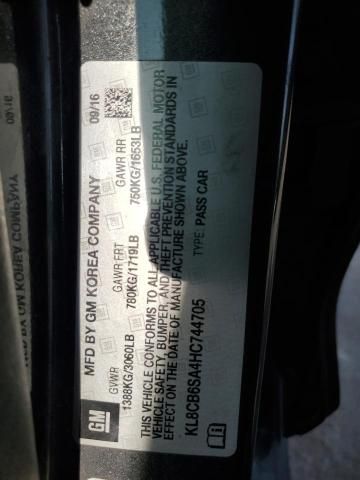 GM
MFD BY GM KOREA COMPANY 09/16
GVWR GAWR FRT GAWR RR
1388KG/3060LB 780KG/1719LB 750KG/1653LB
THIS VEHICLE CONFORMS TO ALL APPLICABLE U.S. FEDERAL MOTOR
VEHICLE SAFETY, BUMPER, AND THEFT PREVENTION STANDARDS IN
EFFECT ON THE DATE OF MANUFACTURE SHOWN ABOVE.
KL8CB6SA4HC744705 TYPE: PASS CAR